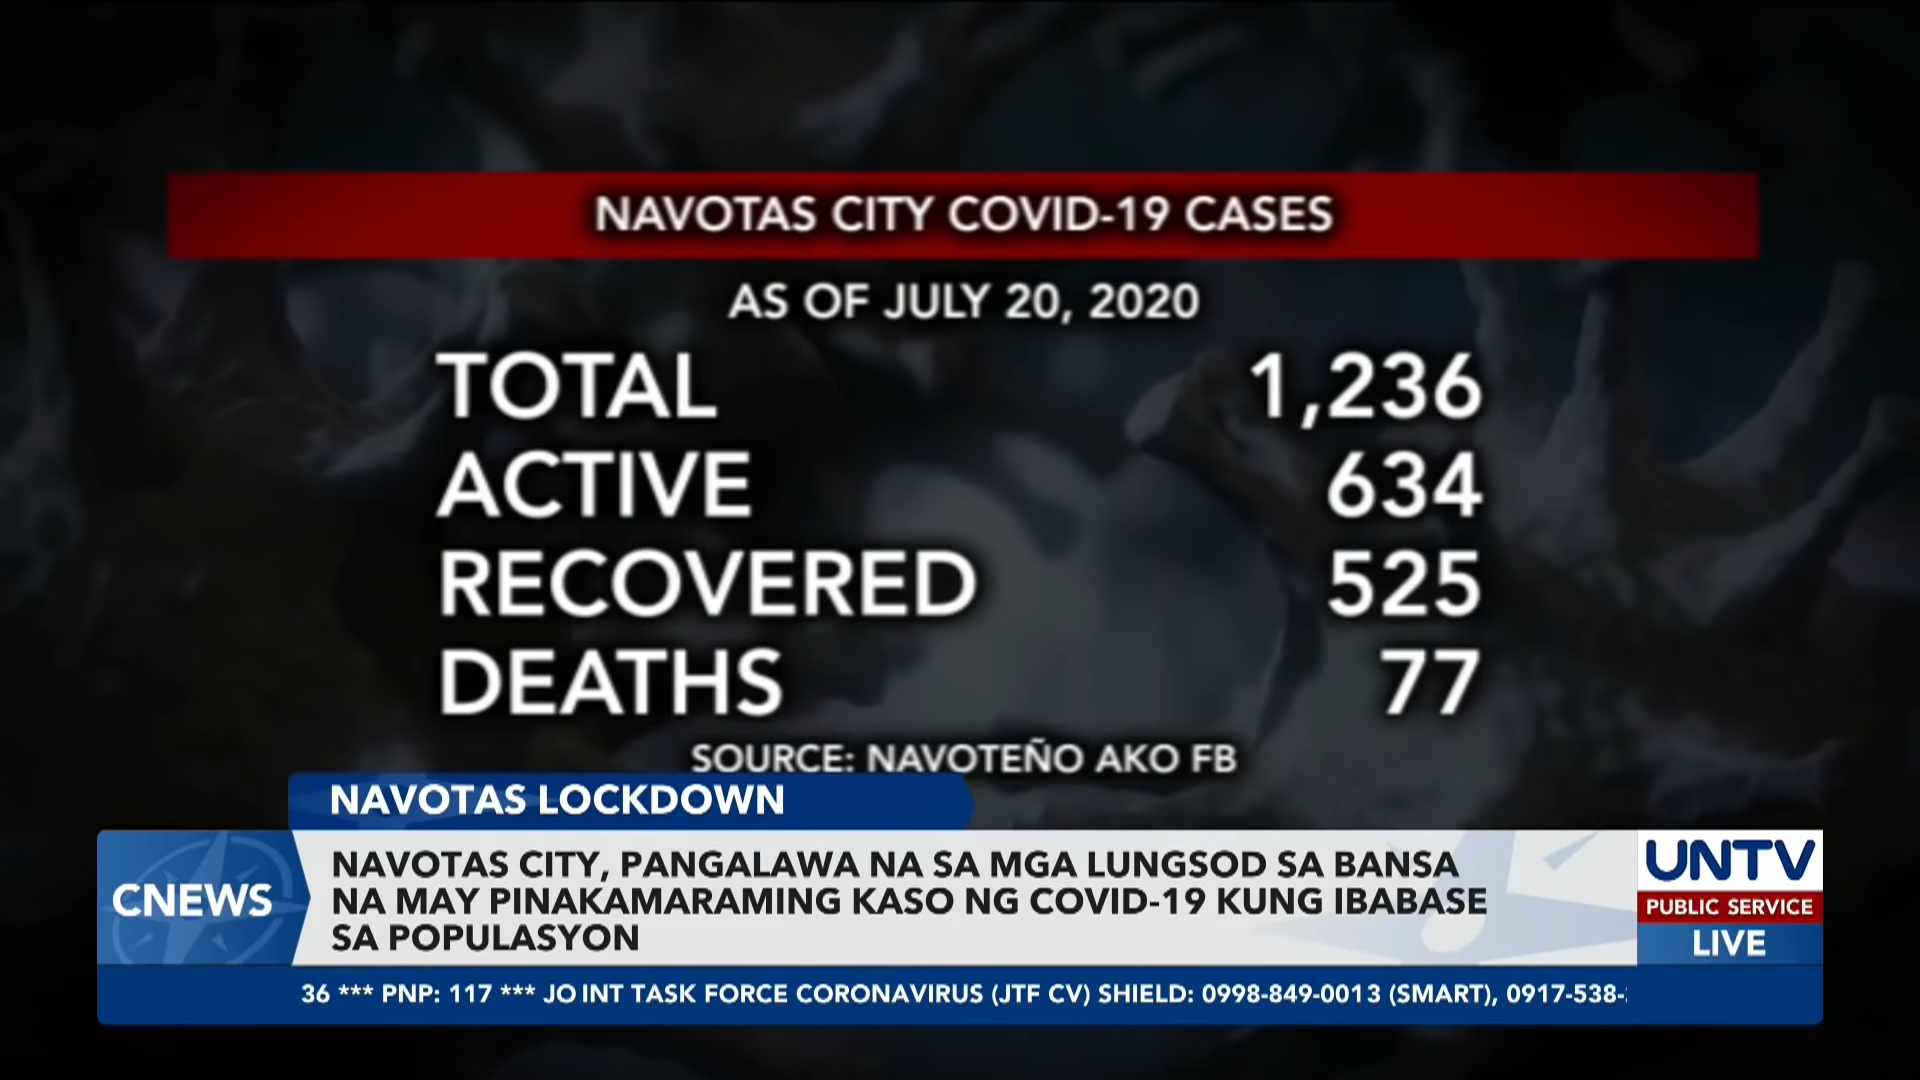 NAVOTAS CITY COVID-19 CASES
AS OF JULY 20, 2020
TOTAL 1,236
ACTIVE 634
RECOVERED 525
DEATHS 77
SOURCE: NAVOTEÑO AKO FB
NAVOTAS LOCKDOWN
CNEWS
NAVOTAS CITY, PANGALAWA NA SA MGA LUNGSOD SA BANSA
NA MAY PINAKAMARAMING KASO NG COVID-19 KUNG IBABASE
SA POPULASYON
UNTV
PUBLIC SERVICE
LIVE
36 *** PNP: 117 *** JOINT TASK FORCE CORONAVIRUS (JTF CV) SHIELD: 0998-849-0013 (SMART), 0917-538-